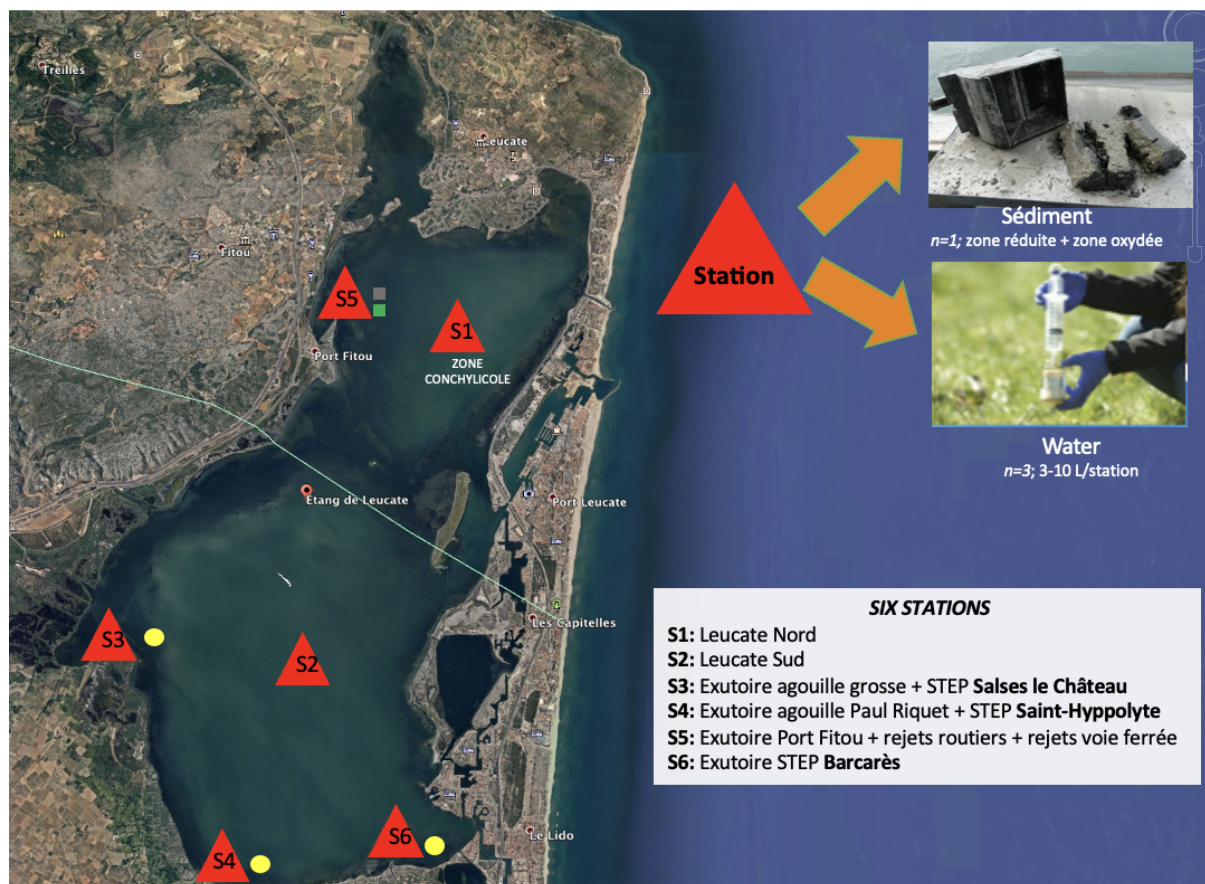 Treilles
Leucate
Fitou
S5
S1
Port Fitou
ZONE
CONCHYLICOLE
Étang de Leucate
Port Leucate
Les Capitelles
S3
S2
S6
S4
Le Lido
Station
Sédiment
n=1; zone réduite + zone oxydée
Water
n=3; 3-10 L/station
SIX STATIONS
S1: Leucate Nord
S2: Leucate Sud
S3: Exutoire agouille grosse + STEP Salses le Château
S4: Exutoire agouille Paul Riquet + STEP Saint-Hyppolyte
S5: Exutoire Port Fitou + rejets routiers + rejets voie ferrée
S6: Exutoire STEP Barcarès